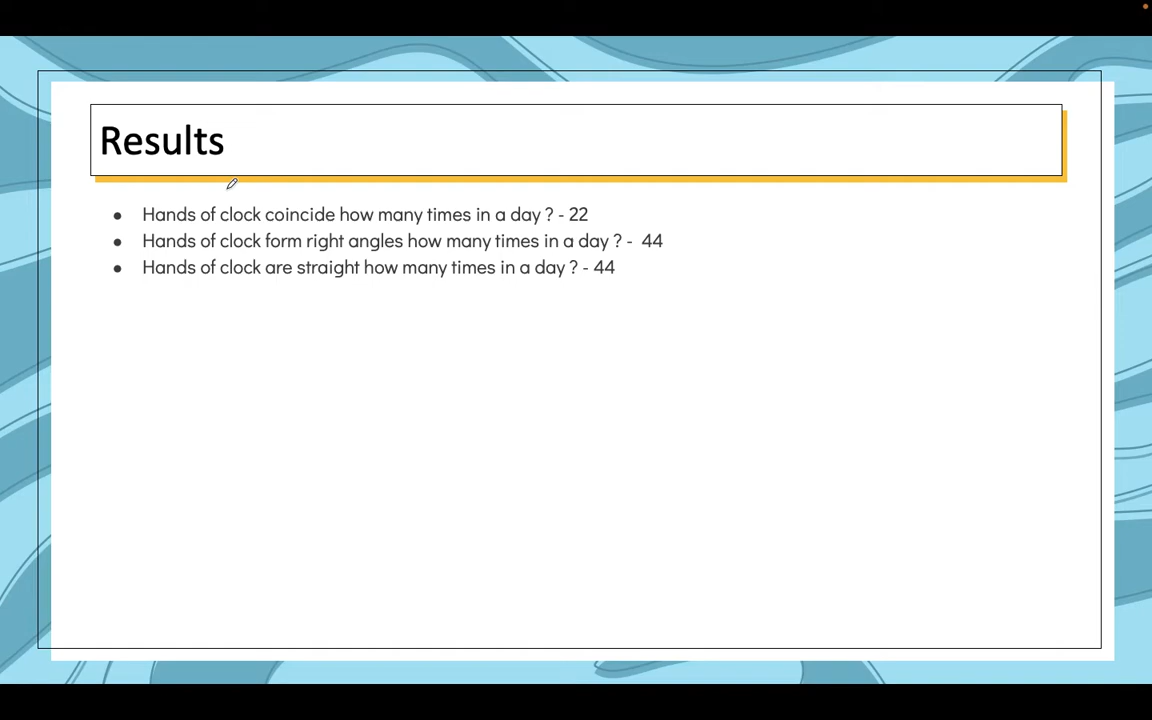 Results
● Hands of clock coincide how many times in a day ? - 22
● Hands of clock form right angles how many times in a day ? - 44
● Hands of clock are straight how many times in a day ? - 44